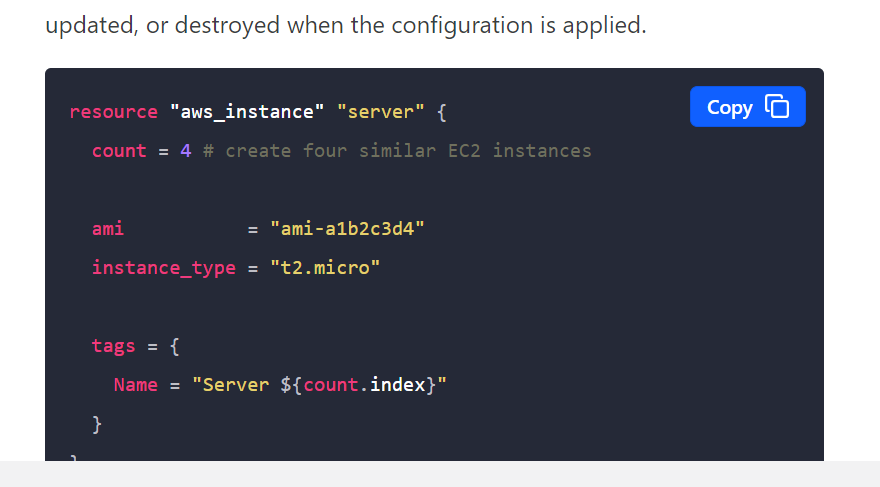 updated, or destroyed when the configuration is applied.
Copy
resource "aws_instance" "server" {
count = 4 # create four similar EC2 instances
ami = "ami-a1b2c3d4"
instance_type = "t2.micro"
tags = {
Name = "Server ${count.index}"
}
}